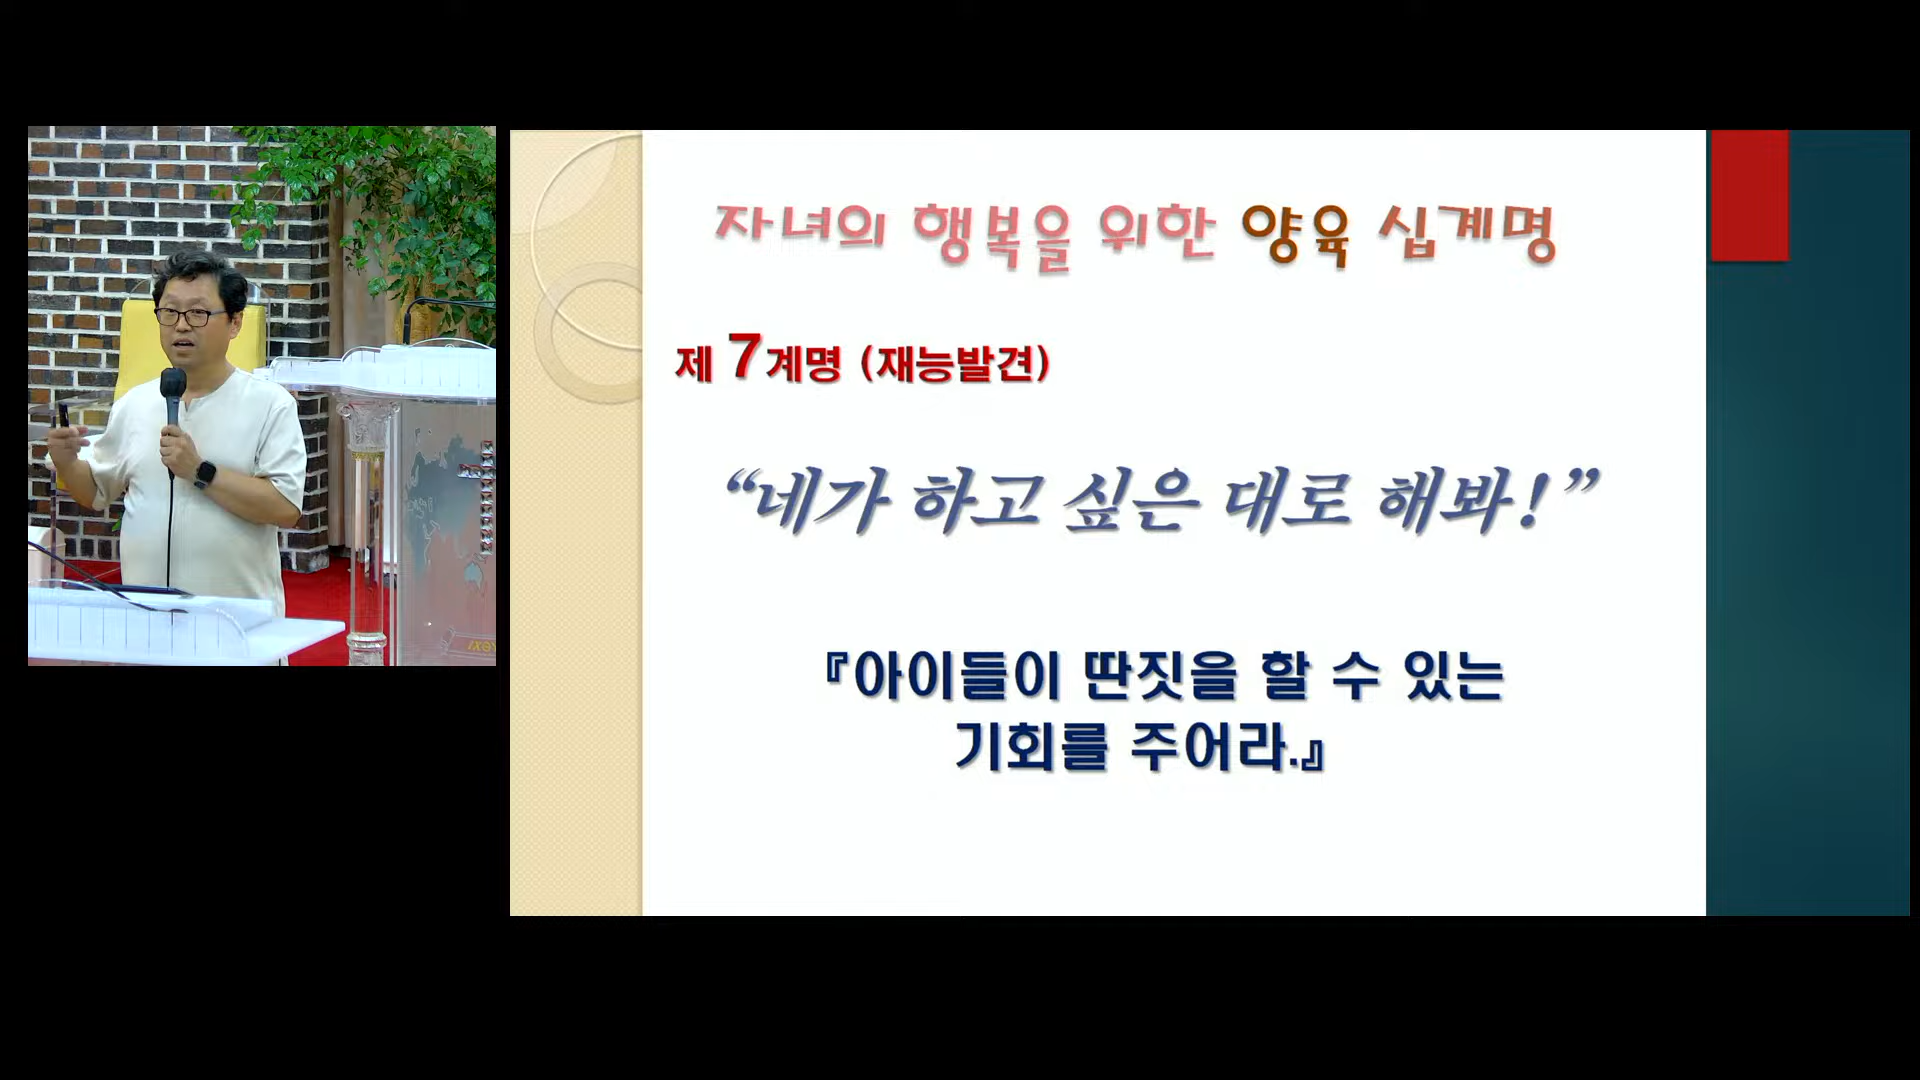 자녀의 행복을 위한 양육 십계명
제 7계명 (재능발견)
“네가 하고 싶은 대로 해봐!”
『아이들이 딴짓을 할 수 있는
기회를 주어라.』